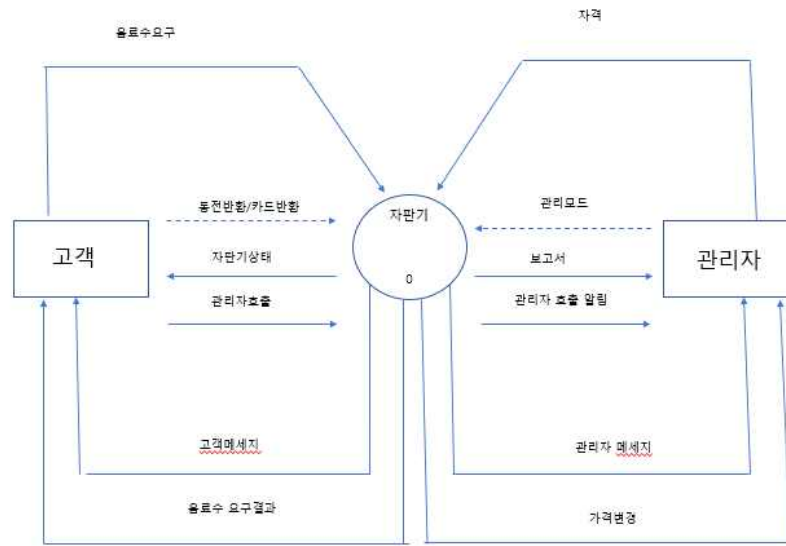 자격
음료수요구
동전반환/카드반환
자판기
관리모드
고객
자판기상태
보고서
관리자
0
관리자호출
관리자 호출 알림
고객메세지
관리자 메세지
음료수 요구결과
가격변경